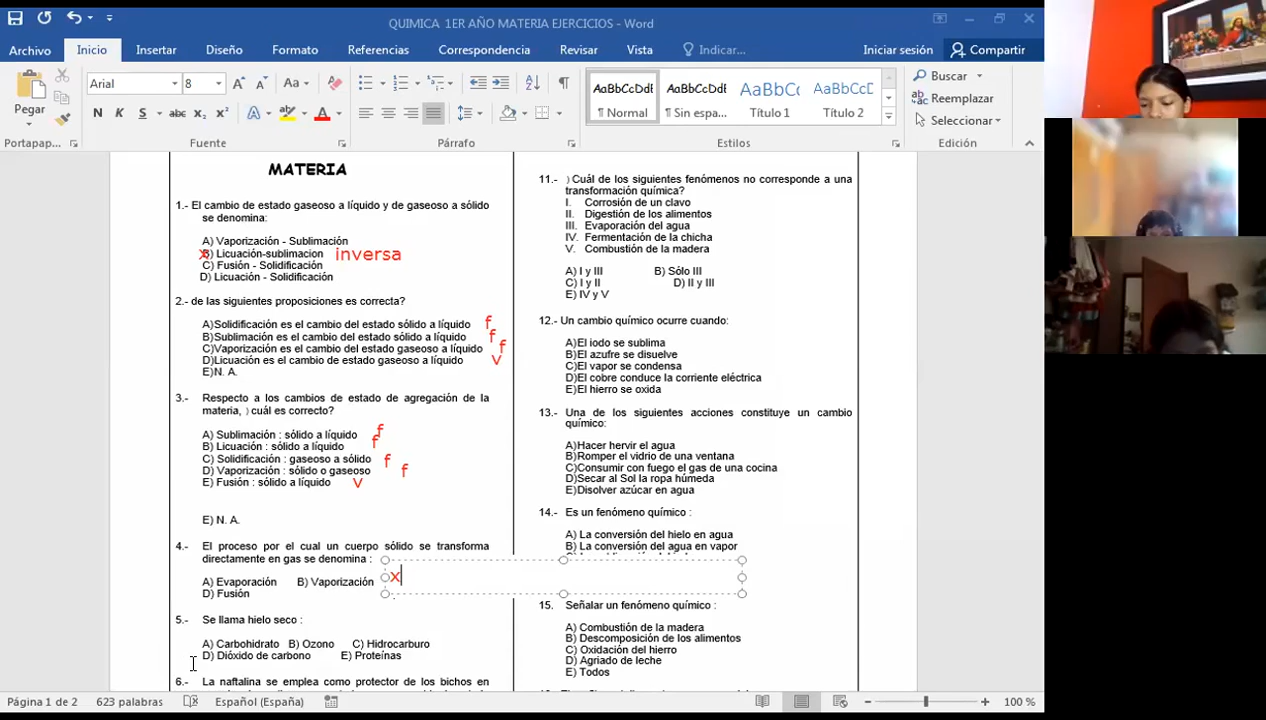 QUIMICA 1ER AÑO MATERIA EJERCICIOS - Word
Archivo Inicio Insertar Diseño Formato Referencias Correspondencia Revisar Vista Indicar... Iniciar sesión Compartir
Pegar
Arial 8
Aa
N K S abc x₂ x² A A
AaBbCcDdE AaBbCcDdE AaBbCc AaBbCcD
¶ Normal ¶ Sin espa... Título 1 Título 2
Buscar
Reemplazar
Seleccionar
Portapap... Fuente Párrafo Estilos Edición
MATERIA
1.- El cambio de estado gaseoso a líquido y de gaseoso a sólido
se denomina:
A) Vaporización - Sublimación
x B) Licuación-sublimacion inversa
C) Fusión - Solidificación
D) Licuación - Solidificación
2.- de las siguientes proposiciones es correcta?
A)Solidificación es el cambio del estado sólido a líquido f
B)Sublimación es el cambio del estado sólido a líquido f
C)Vaporización es el cambio del estado gaseoso a líquido f
D)Licuación es el cambio de estado gaseoso a líquido v
E)N. A.
3.- Respecto a los cambios de estado de agregación de la
materia, ) cuál es correcto?
A) Sublimación : sólido a líquido f
B) Licuación : sólido a líquido f
C) Solidificación : gaseoso a sólido f
D) Vaporización : sólido o gaseoso f
E) Fusión : sólido a líquido v
E) N. A.
4.- El proceso por el cual un cuerpo sólido se transforma
directamente en gas se denomina :
A) Evaporación B) Vaporización x
D) Fusión
5.- Se llama hielo seco :
A) Carbohidrato B) Ozono C) Hidrocarburo
D) Dióxido de carbono E) Proteínas
6.- La naftalina se emplea como protector de los bichos en
11.- ) Cuál de los siguientes fenómenos no corresponde a una
transformación química?
I. Corrosión de un clavo
II. Digestión de los alimentos
III. Evaporación del agua
IV. Fermentación de la chicha
V. Combustión de la madera
A) I y III B) Sólo III
C) I y II D) II y III
E) IV y V
12.- Un cambio químico ocurre cuando:
A)El iodo se sublima
B)El azufre se disuelve
C)El vapor se condensa
D)El cobre conduce la corriente eléctrica
E)El hierro se oxida
13.- Una de los siguientes acciones constituye un cambio
químico:
A)Hacer hervir el agua
B)Romper el vidrio de una ventana
C)Consumir con fuego el gas de una cocina
D)Secar al Sol la ropa húmeda
E)Disolver azúcar en agua
14.- Es un fenómeno químico :
A) La conversión del hielo en agua
B) La conversión del agua en vapor
15. Señalar un fenómeno químico :
A) Combustión de la madera
B) Descomposición de los alimentos
C) Oxidación del hierro
D) Agriado de leche
E) Todos
Página 1 de 2 623 palabras Español (España) 100 %